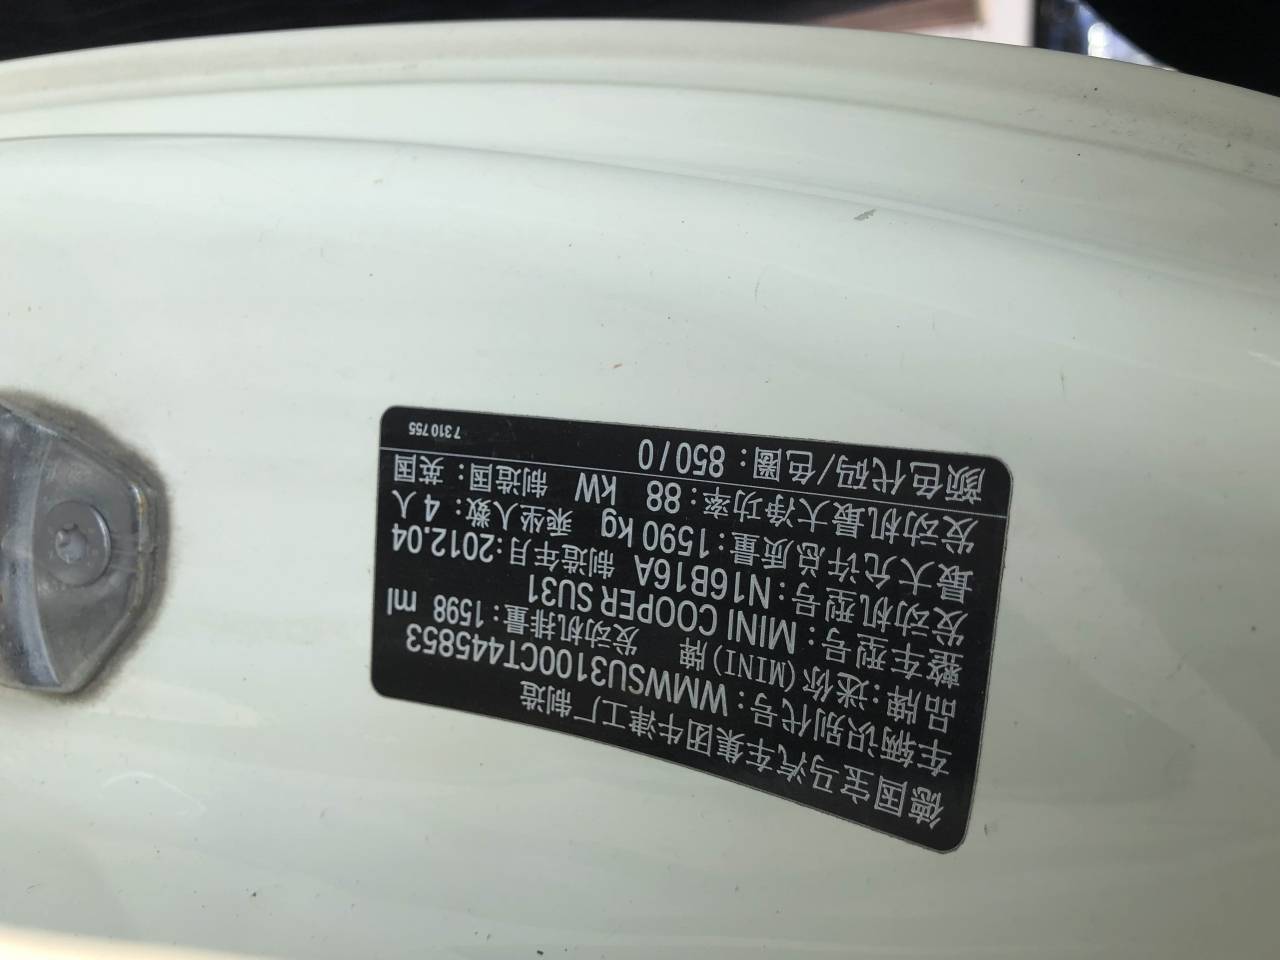 德国宝马汽车集团牛津工厂制造
车辆识别代号：WMWSU3100CT445853
品牌：迷你(MINI)牌 发动机排量：1598 ml
整车型号：MINI COOPER SU31
发动机型号：N16B16A 制造年月：2012.04
最大允许总质量：1590 kg 乘坐人数：4 人
发动机最大净功率：88 kW 制造国：英国
颜色代码/色圈：850/0
7310755